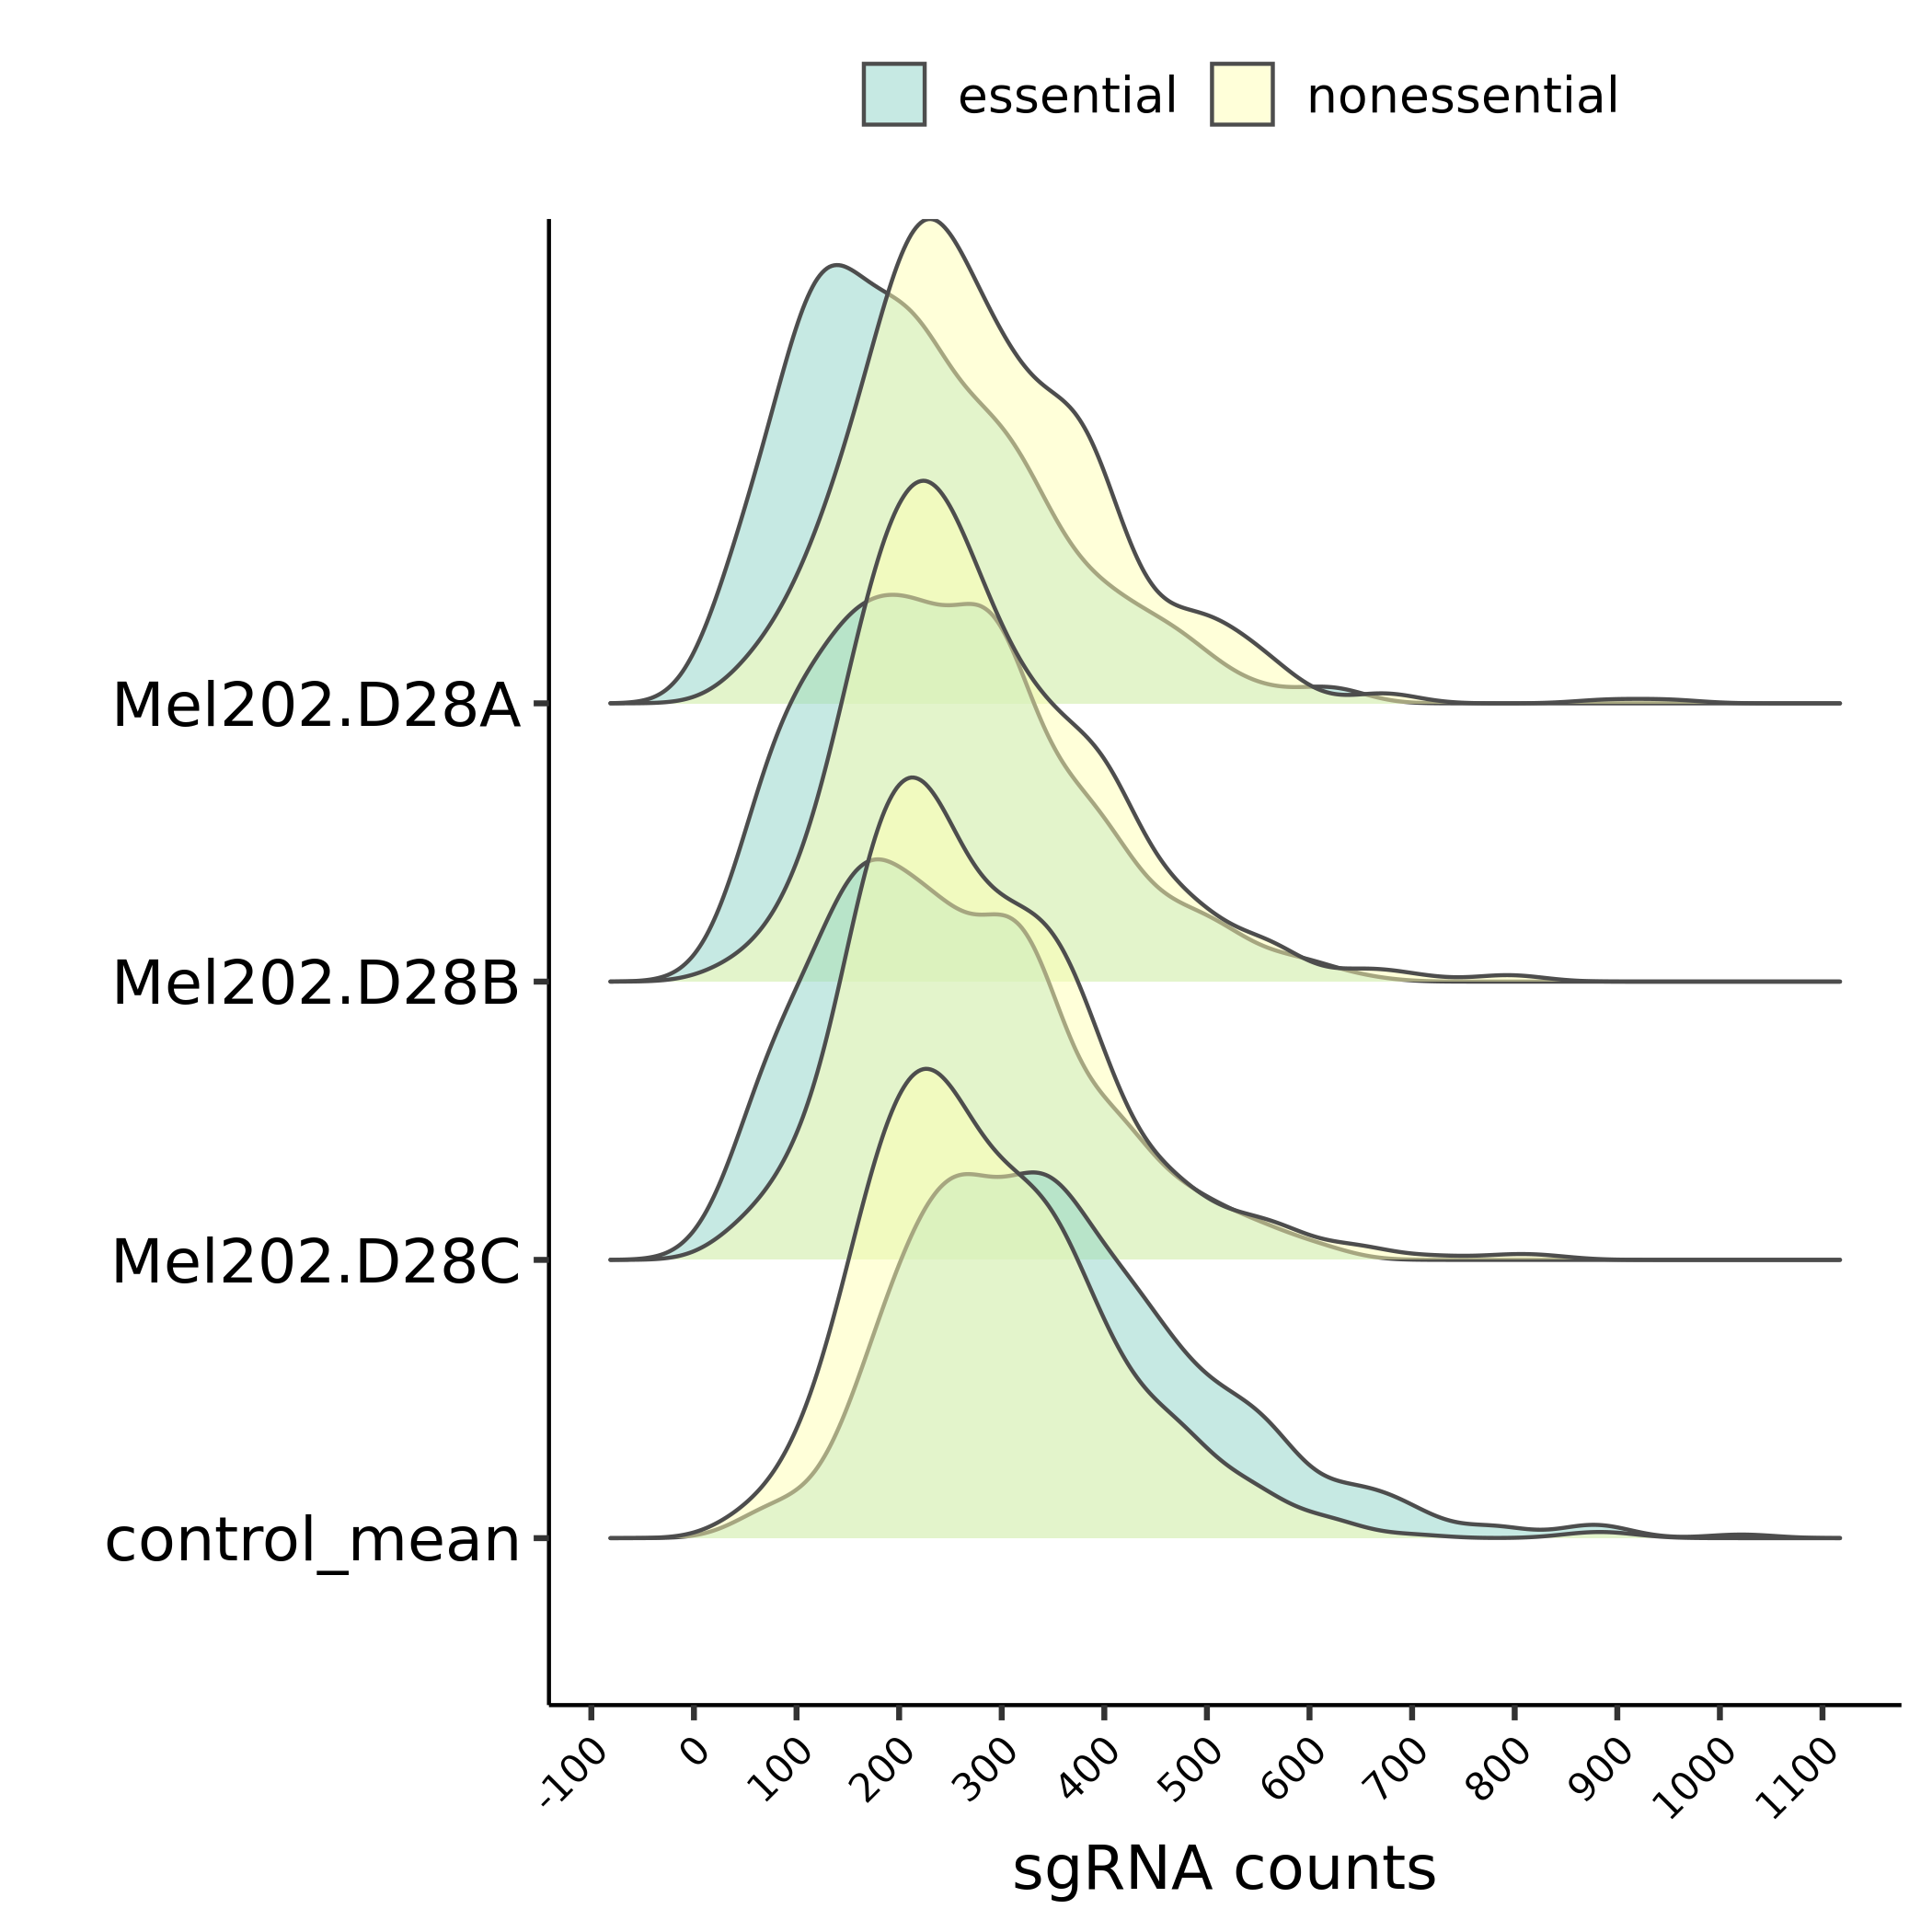 essential nonessential
Mel202.D28A
Mel202.D28B
Mel202.D28C
control_mean
-100 0 100 200 300 400 500 600 700 800 900 1000 1100
sgRNA counts